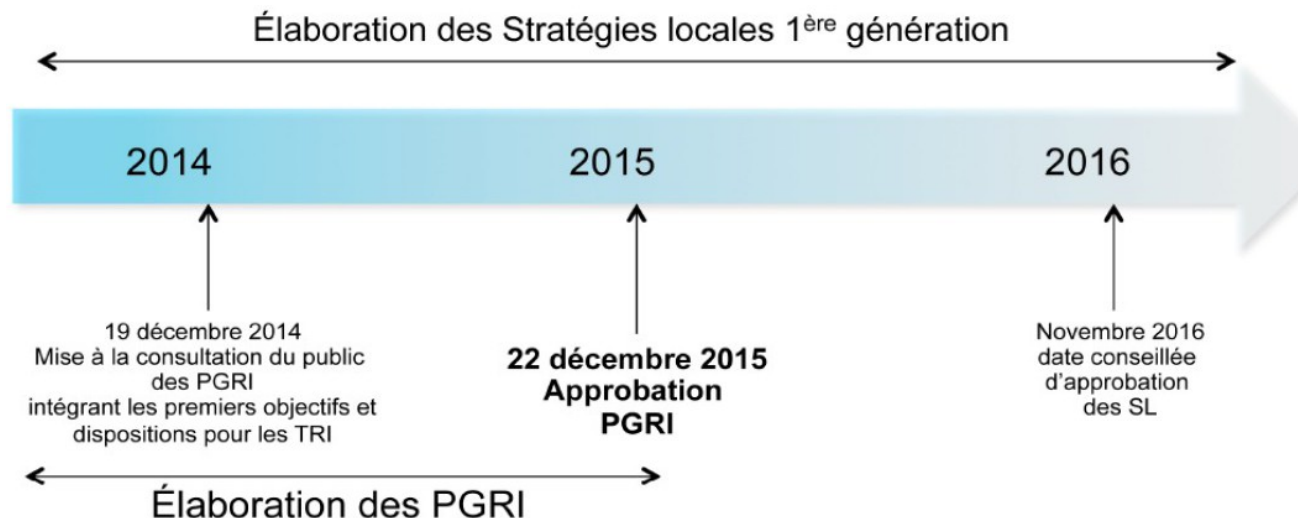 Élaboration des Stratégies locales 1ère génération
2014
2015
2016
19 décembre 2014
Mise à la consultation du public
des PGRI
intégrant les premiers objectifs et
dispositions pour les TRI
22 décembre 2015
Approbation
PGRI
Novembre 2016
date conseillée
d'approbation
des SL
Élaboration des PGRI